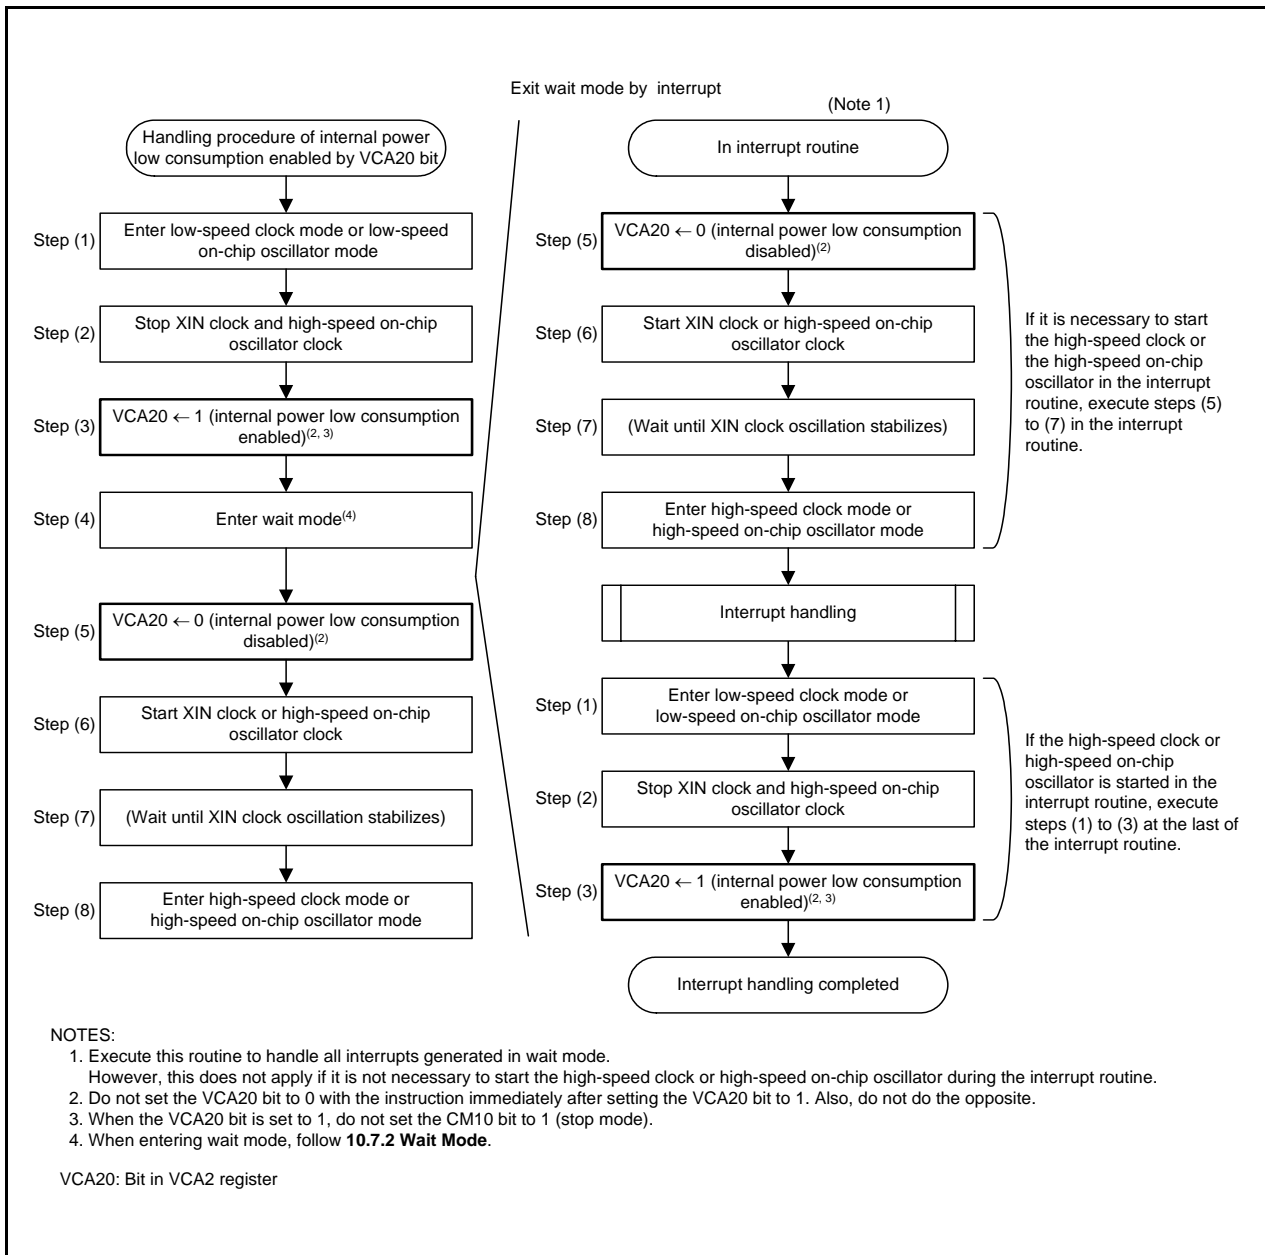 Exit wait mode by interrupt
(Note 1)
Handling procedure of internal power
low consumption enabled by VCA20 bit
Step (1)
Enter low-speed clock mode or low-speed
on-chip oscillator mode
Step (2)
Stop XIN clock and high-speed on-chip
oscillator clock
Step (3)
VCA20 ← 1 (internal power low consumption
enabled)(2, 3)
Step (4)
Enter wait mode(4)
Step (5)
VCA20 ← 0 (internal power low consumption
disabled)(2)
Step (6)
Start XIN clock or high-speed on-chip
oscillator clock
Step (7)
(Wait until XIN clock oscillation stabilizes)
Step (8)
Enter high-speed clock mode or
high-speed on-chip oscillator mode
In interrupt routine
Step (5)
VCA20 ← 0 (internal power low consumption
disabled)(2)
Step (6)
Start XIN clock or high-speed on-chip
oscillator clock
Step (7)
(Wait until XIN clock oscillation stabilizes)
Step (8)
Enter high-speed clock mode or
high-speed on-chip oscillator mode
If it is necessary to start
the high-speed clock or
the high-speed on-chip
oscillator in the interrupt
routine, execute steps (5)
to (7) in the interrupt
routine.
Interrupt handling
Step (1)
Enter low-speed clock mode or
low-speed on-chip oscillator mode
Step (2)
Stop XIN clock and high-speed on-chip
oscillator clock
Step (3)
VCA20 ← 1 (internal power low consumption
enabled)(2, 3)
If the high-speed clock or
high-speed on-chip
oscillator is started in the
interrupt routine, execute
steps (1) to (3) at the last of
the interrupt routine.
Interrupt handling completed
NOTES:
1. Execute this routine to handle all interrupts generated in wait mode.
However, this does not apply if it is not necessary to start the high-speed clock or high-speed on-chip oscillator during the interrupt routine.
2. Do not set the VCA20 bit to 0 with the instruction immediately after setting the VCA20 bit to 1. Also, do not do the opposite.
3. When the VCA20 bit is set to 1, do not set the CM10 bit to 1 (stop mode).
4. When entering wait mode, follow 10.7.2 Wait Mode.
VCA20: Bit in VCA2 register